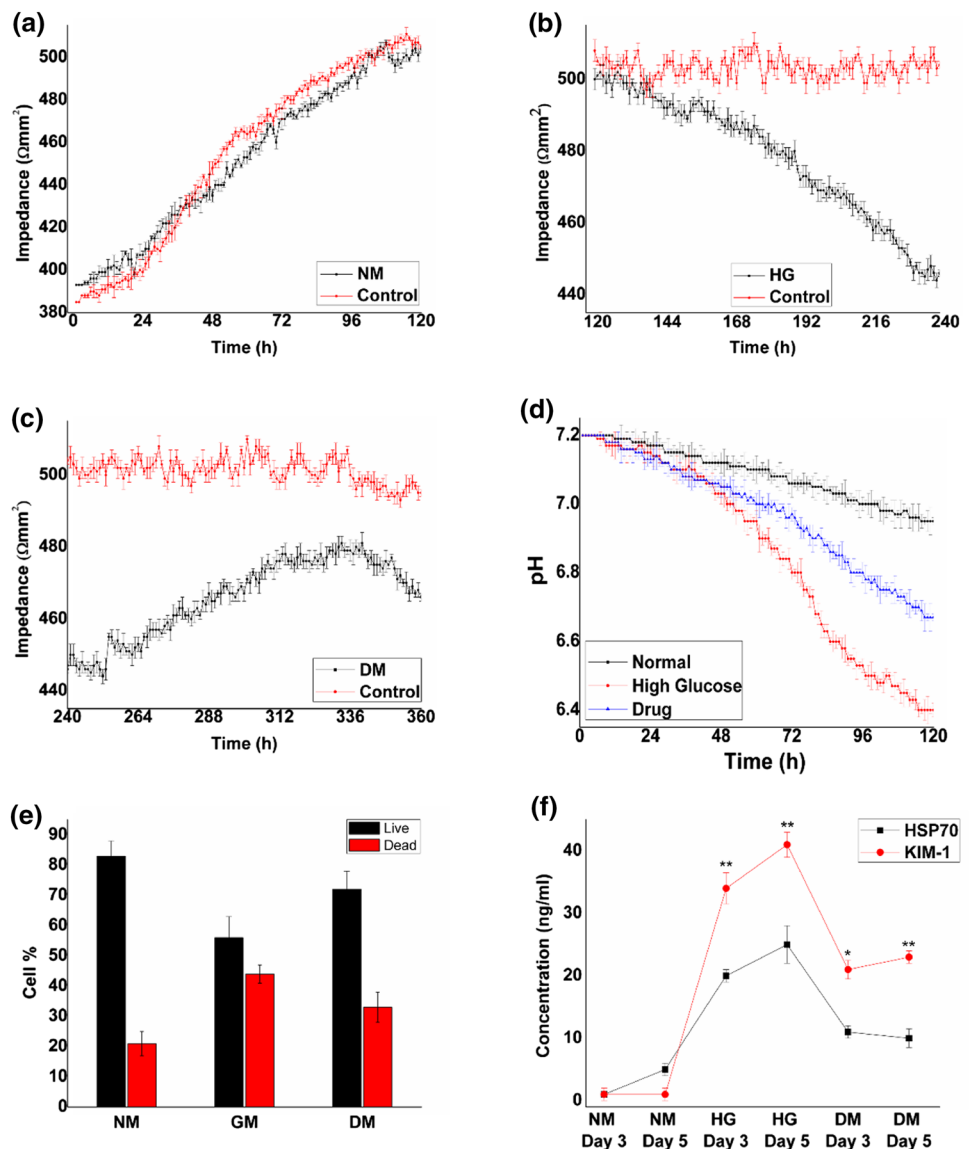 (a)
Impedance (Ωmm²)
500
480
460
440
420
400
380
NM
Control
0
24
48
72
96
120
Time (h)
(b)
Impedance (Ωmm²)
500
480
460
440
HG
Control
120
144
168
192
216
240
Time (h)
(c)
Impedance (Ωmm²)
500
480
460
440
DM
Control
240
264
288
312
336
360
Time (h)
(d)
pH
7.2
7.0
6.8
6.6
6.4
Normal
High Glucose
Drug
0
24
48
72
96
120
Time (h)
(e)
Cell %
90
80
70
60
50
40
30
20
10
0
Live
Dead
NM
GM
DM
(f)
Concentration (ng/ml)
40
30
20
10
0
HSP70
KIM-1
**
**
*
**
NM Day 3
NM Day 5
HG Day 3
HG Day 5
DM Day 3
DM Day 5